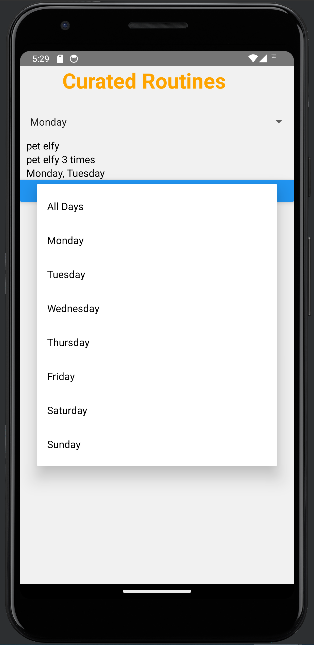 5:29
Curated Routines
Monday
pet elfy
pet elfy 3 times
Monday, Tuesday
All Days
Monday
Tuesday
Wednesday
Thursday
Friday
Saturday
Sunday